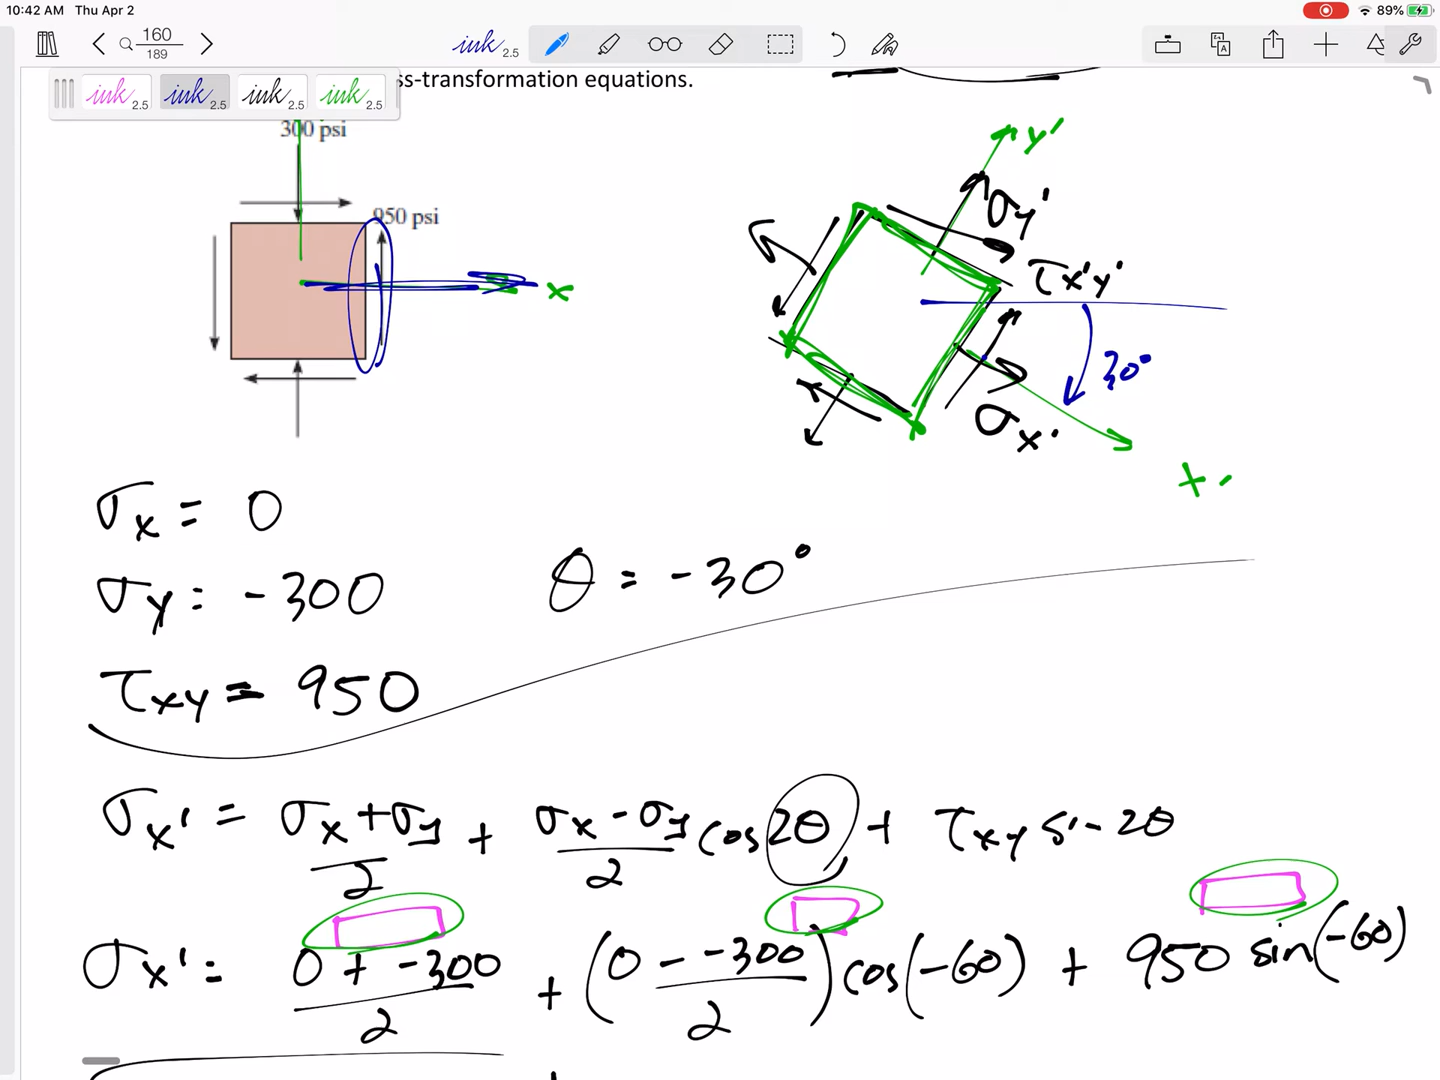 10:42 AM Thu Apr 2
89%
160
189
ink 2.5
ink 2.5 ink 2.5 ink 2.5 ink 2.5
ss-transformation equations.
300 psi
950 psi
x
y'
σy'
τx'y'
30°
σx'
x
σx = 0
σy = -300
θ = -30°
τxy = 950
σx' = σx + σy / 2 + σx - σy / 2 cos 2θ + τxy sin 2θ
σx' = 0 + -300 / 2 + (0 - -300 / 2) cos(-60) + 950 sin(-60)